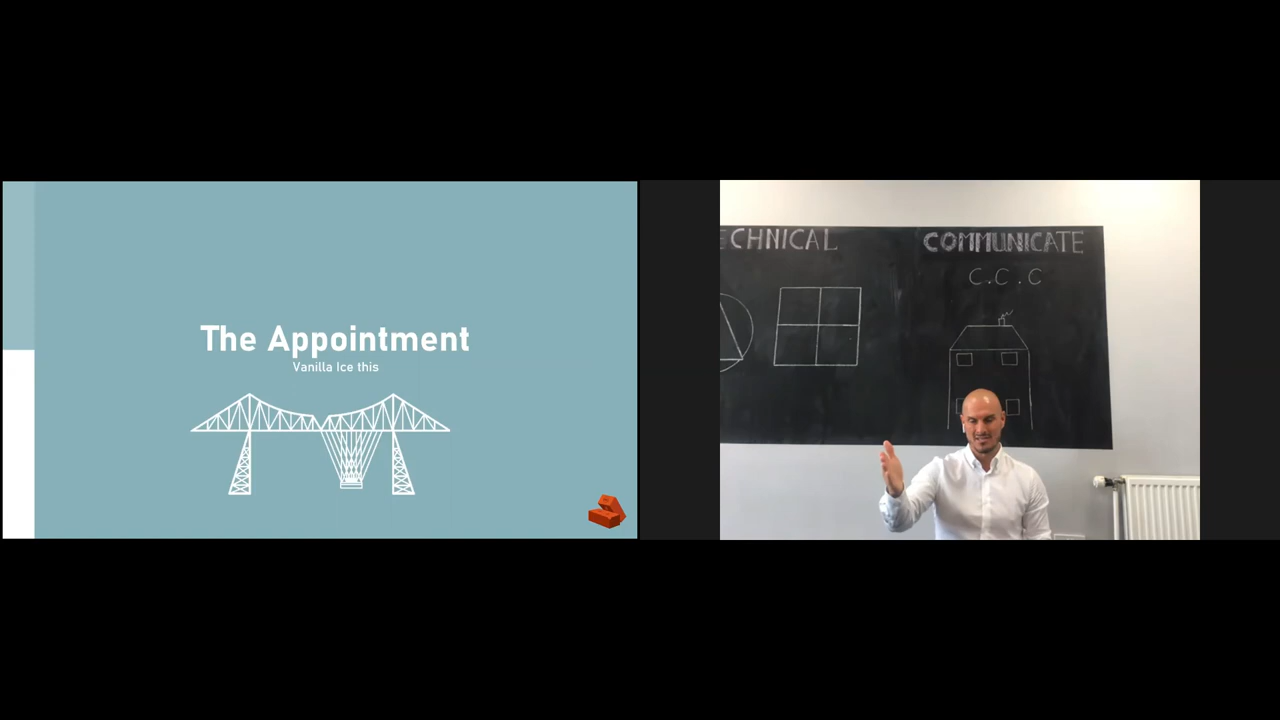 The Appointment
Vanilla Ice this
ECHNICAL
COMMUNICATE
C.C.C